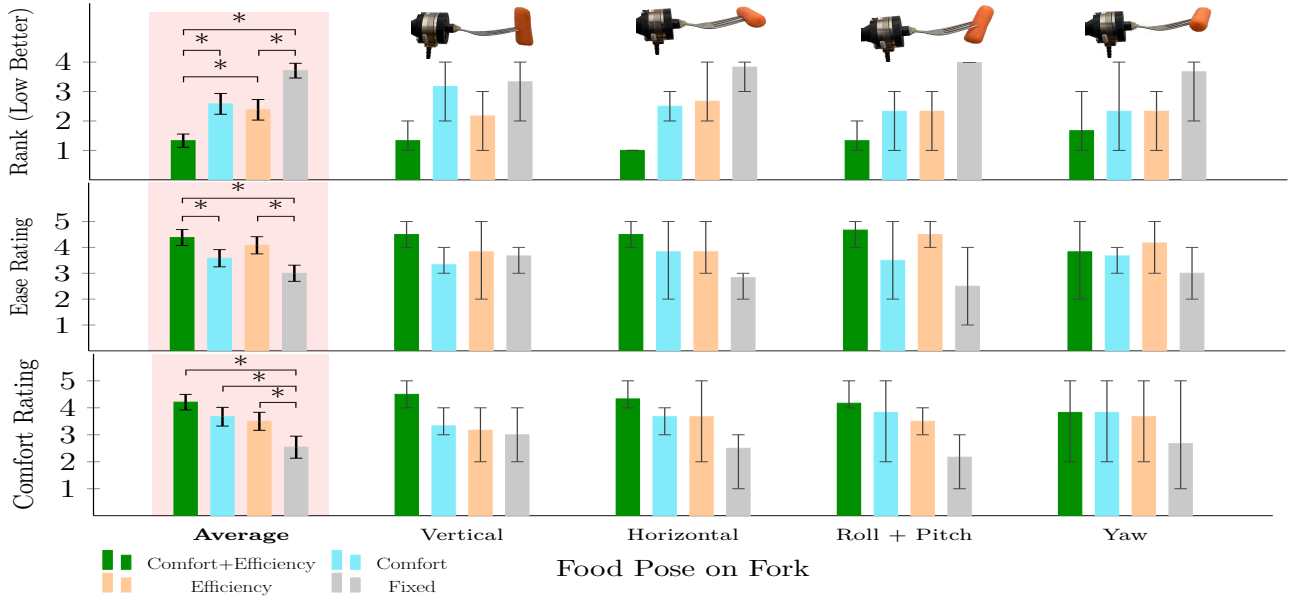 Rank (Low Better)
4
3
2
1
*
*
*
*
*
Ease Rating
5
4
3
2
1
*
*
*
Comfort Rating
5
4
3
2
1
*
*
*
Average
Vertical
Horizontal
Roll + Pitch
Yaw
Comfort+Efficiency
Comfort
Efficiency
Fixed
Food Pose on Fork